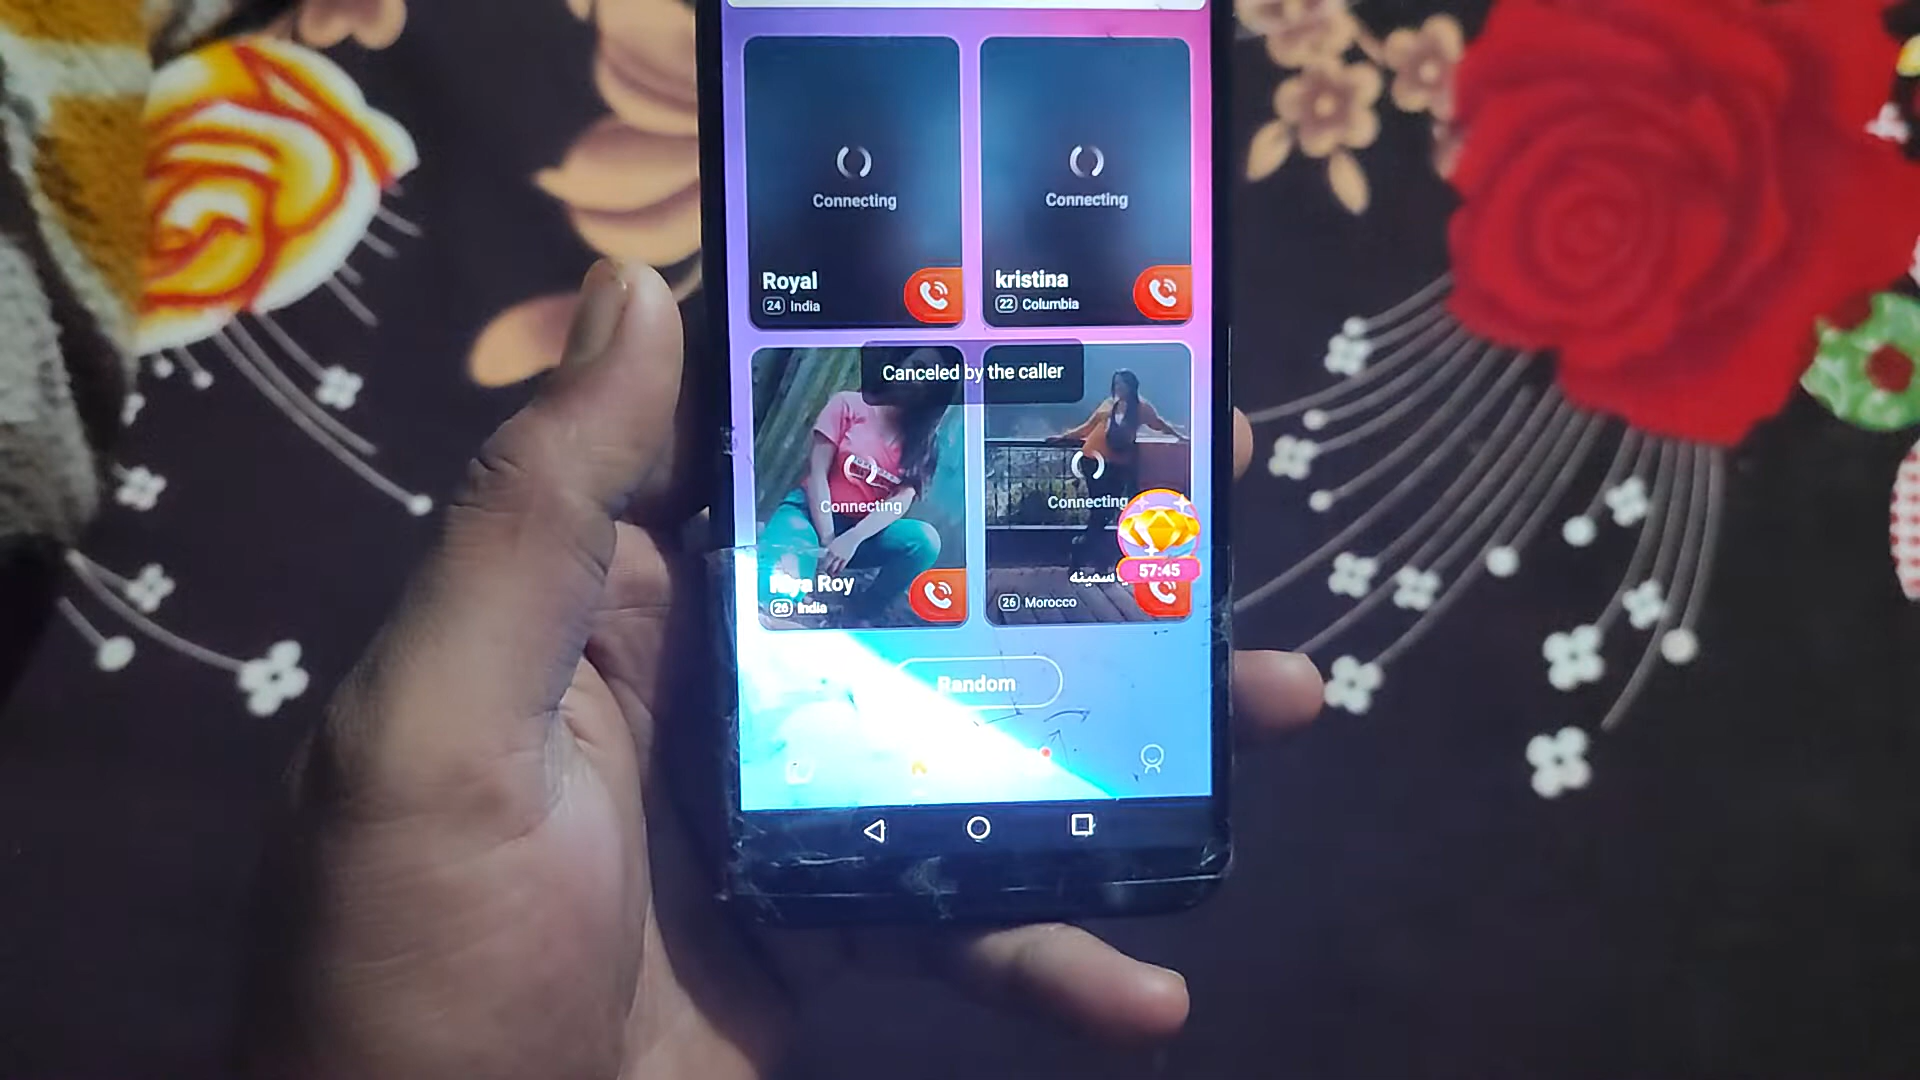 Connecting
Royal
24 India
Connecting
kristina
22 Columbia
Canceled by the caller
Connecting
Roy
26 India
Connecting
57:45
26 Morocco
Random